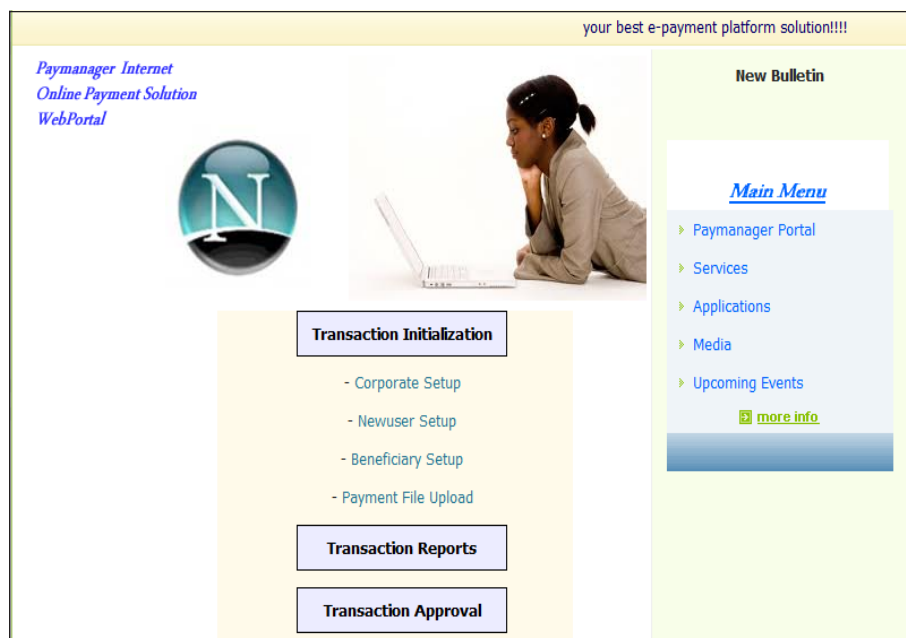 your best e-payment platform solution!!!!
Paymanager Internet
Online Payment Solution
WebPortal
N
Transaction Initialization
- Corporate Setup
- Newuser Setup
- Beneficiary Setup
- Payment File Upload
Transaction Reports
Transaction Approval
New Bulletin
Main Menu
Paymanager Portal
Services
Applications
Media
Upcoming Events
more info